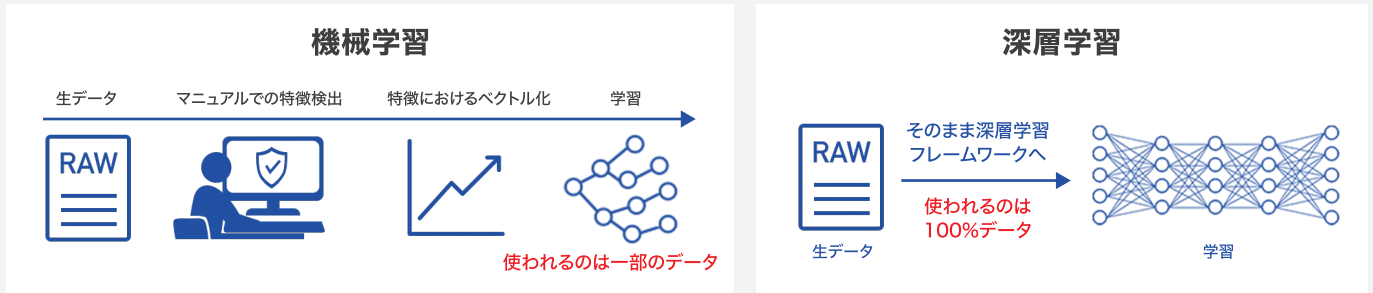 機械学習
生データ
マニュアルでの特徴検出
特徴におけるベクトル化
学習
RAW
使われるのは一部のデータ
深層学習
RAW
生データ
そのまま深層学習
フレームワークへ
使われるのは
100%データ
学習